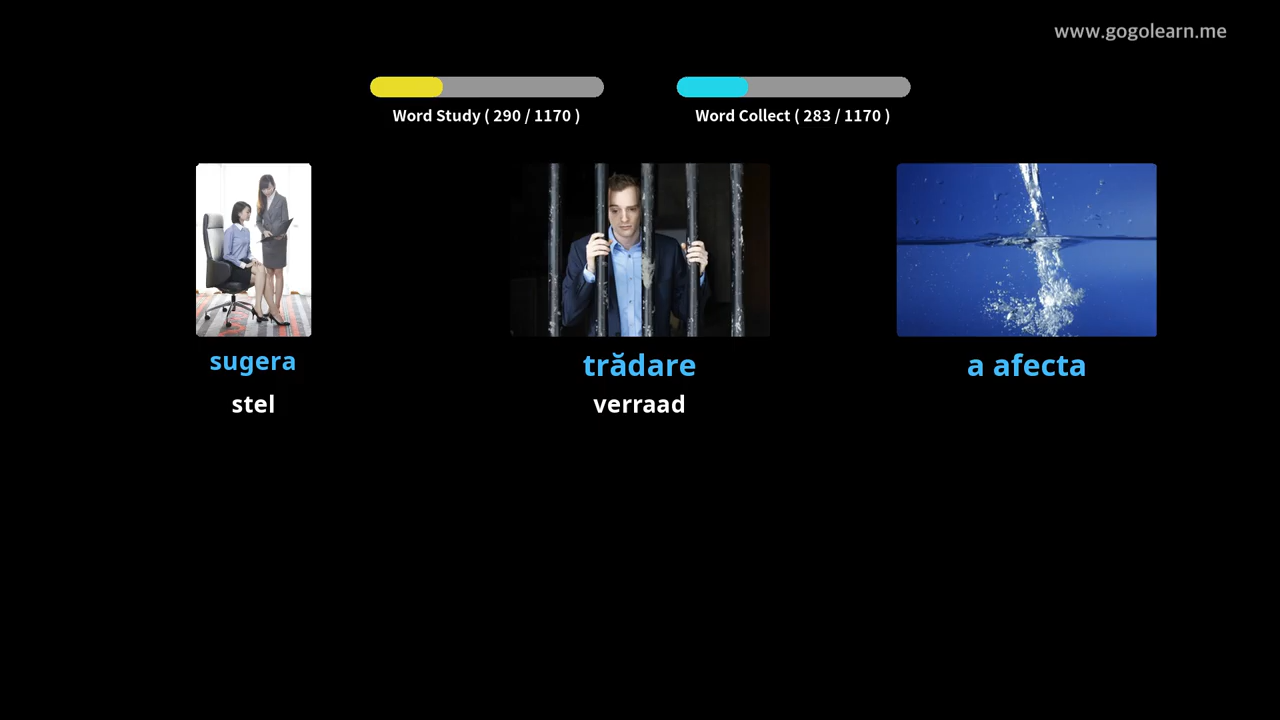 www.gogolearn.me
Word Study ( 290 / 1170 )
Word Collect ( 283 / 1170 )
sugera
trădare
a afecta
stel
verraad